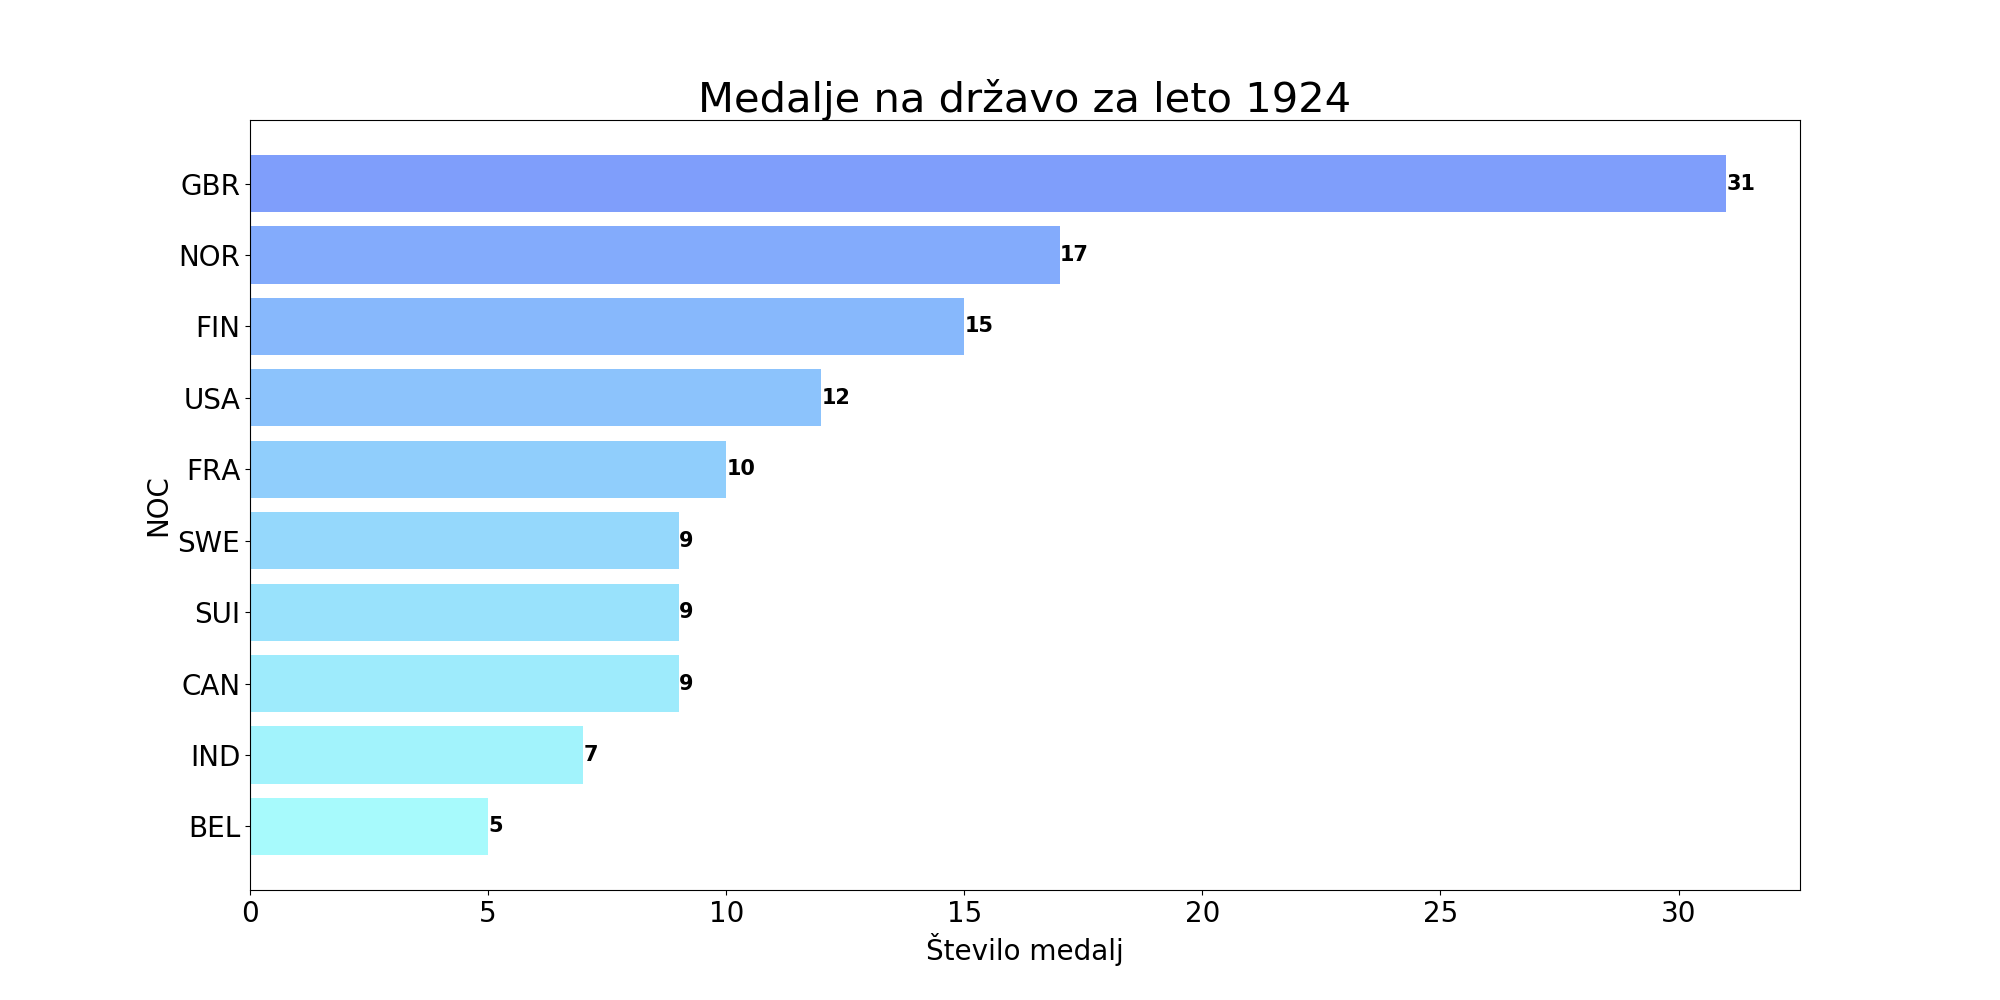 Medalje na državo za leto 1924
GBR 31
NOR 17
FIN 15
USA 12
FRA 10
NOC
SWE 9
SUI 9
CAN 9
IND 7
BEL 5
0 5 10 15 20 25 30
Število medalj